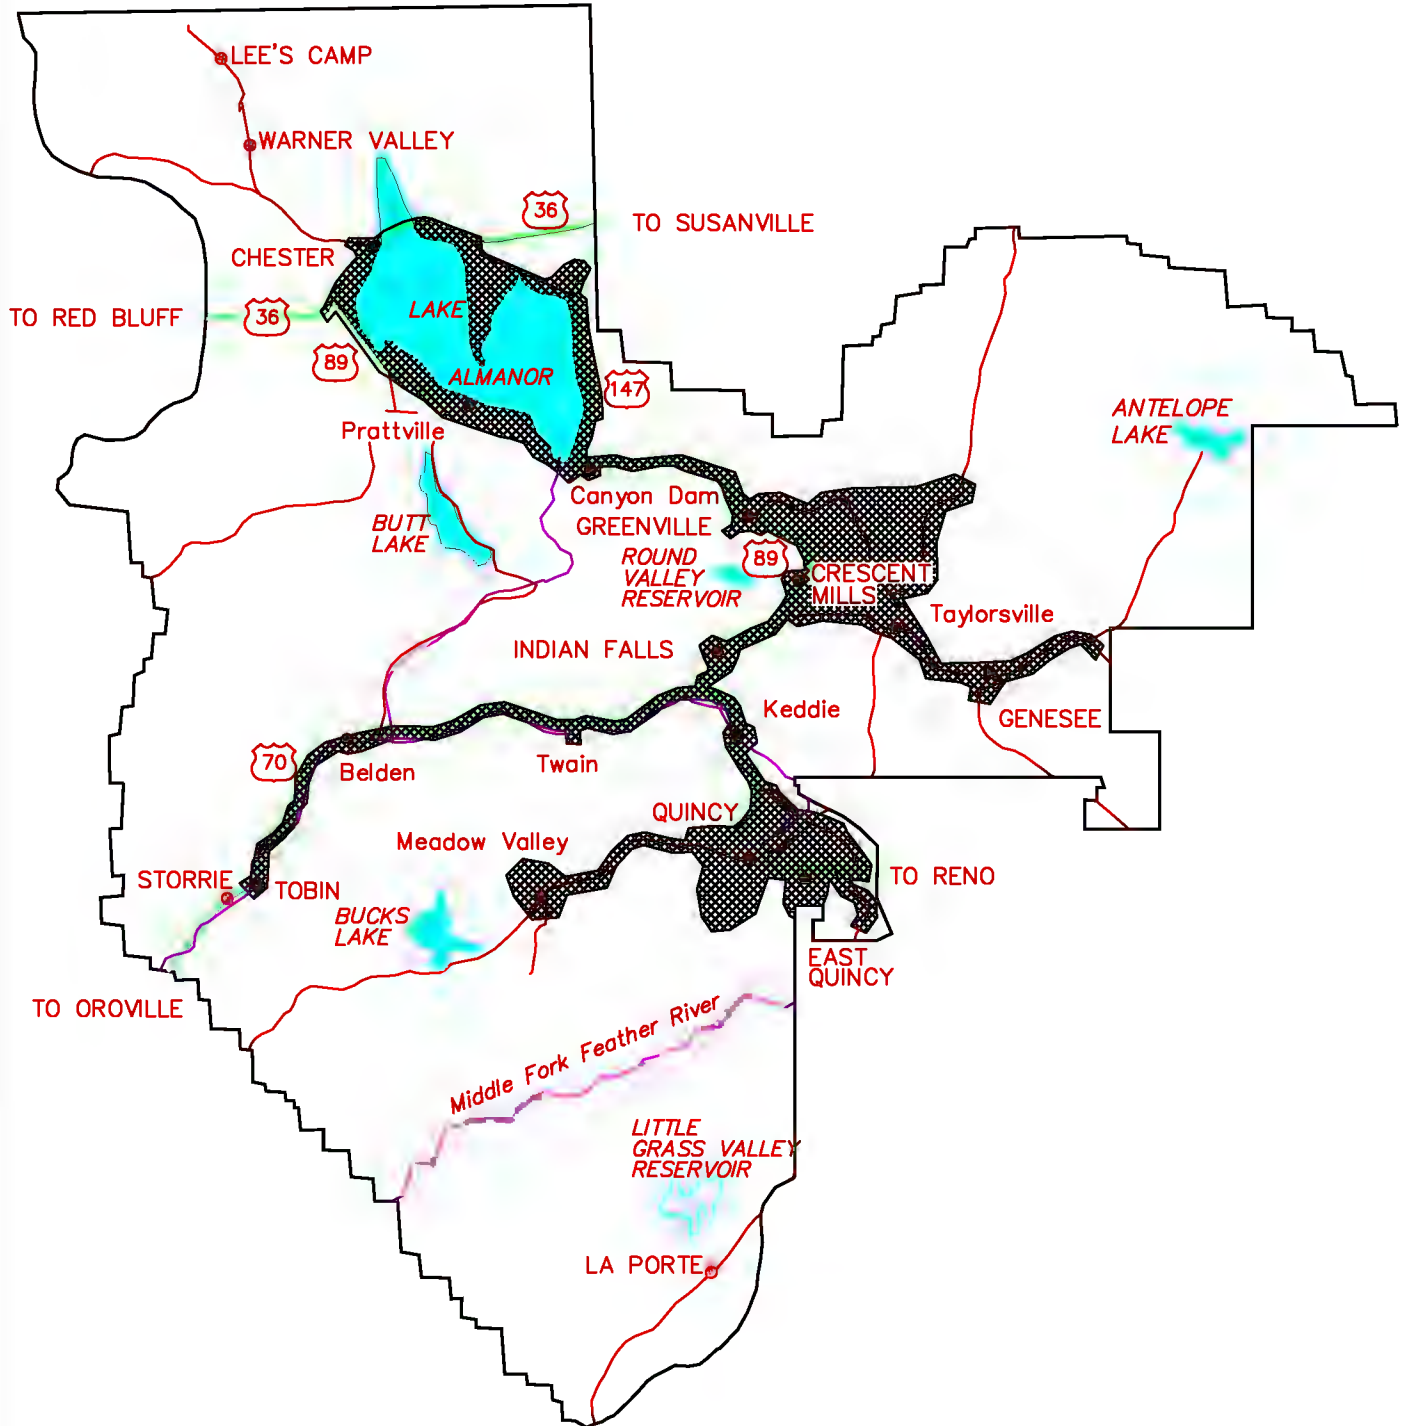 LEE'S CAMP
WARNER VALLEY
36
TO SUSANVILLE
CHESTER
TO RED BLUFF
36
LAKE
89
ALMANOR
147
Prattville
ANTELOPE
LAKE
Canyon Dam
GREENVILLE
BUTT
LAKE
ROUND
VALLEY
RESERVOIR
89
CRESCENT
MILLS
Taylorsville
INDIAN FALLS
Keddie
GENESEE
70
Belden
Twain
QUINCY
Meadow Valley
TO RENO
STORRIE
TOBIN
BUCKS
LAKE
EAST
QUINCY
TO OROVILLE
Middle Fork Feather River
LITTLE
GRASS VALLEY
RESERVOIR
LA PORTE